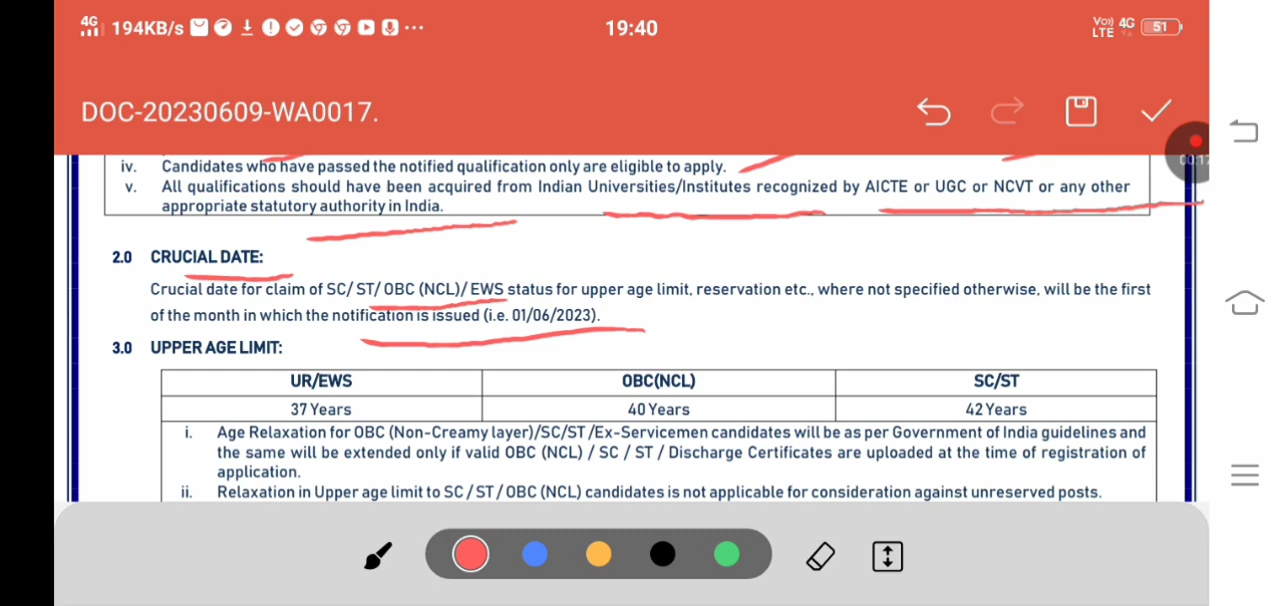 4G 194KB/s 19:40 Vo) LTE 4G 51
DOC-20230609-WA0017.
00:17
iv. Candidates who have passed the notified qualification only are eligible to apply.
v. All qualifications should have been acquired from Indian Universities/Institutes recognized by AICTE or UGC or NCVT or any other
appropriate statutory authority in India.
2.0 CRUCIAL DATE:
Crucial date for claim of SC/ ST/ OBC (NCL)/ EWS status for upper age limit, reservation etc., where not specified otherwise, will be the first
of the month in which the notification is issued (i.e. 01/06/2023).
3.0 UPPER AGE LIMIT:
UR/EWS OBC(NCL) SC/ST
37 Years 40 Years 42 Years
i. Age Relaxation for OBC (Non-Creamy layer)/SC/ST/Ex-Servicemen candidates will be as per Government of India guidelines and
the same will be extended only if valid OBC (NCL) / SC / ST / Discharge Certificates are uploaded at the time of registration of
application.
ii. Relaxation in Upper age limit to SC / ST / OBC (NCL) candidates is not applicable for consideration against unreserved posts.